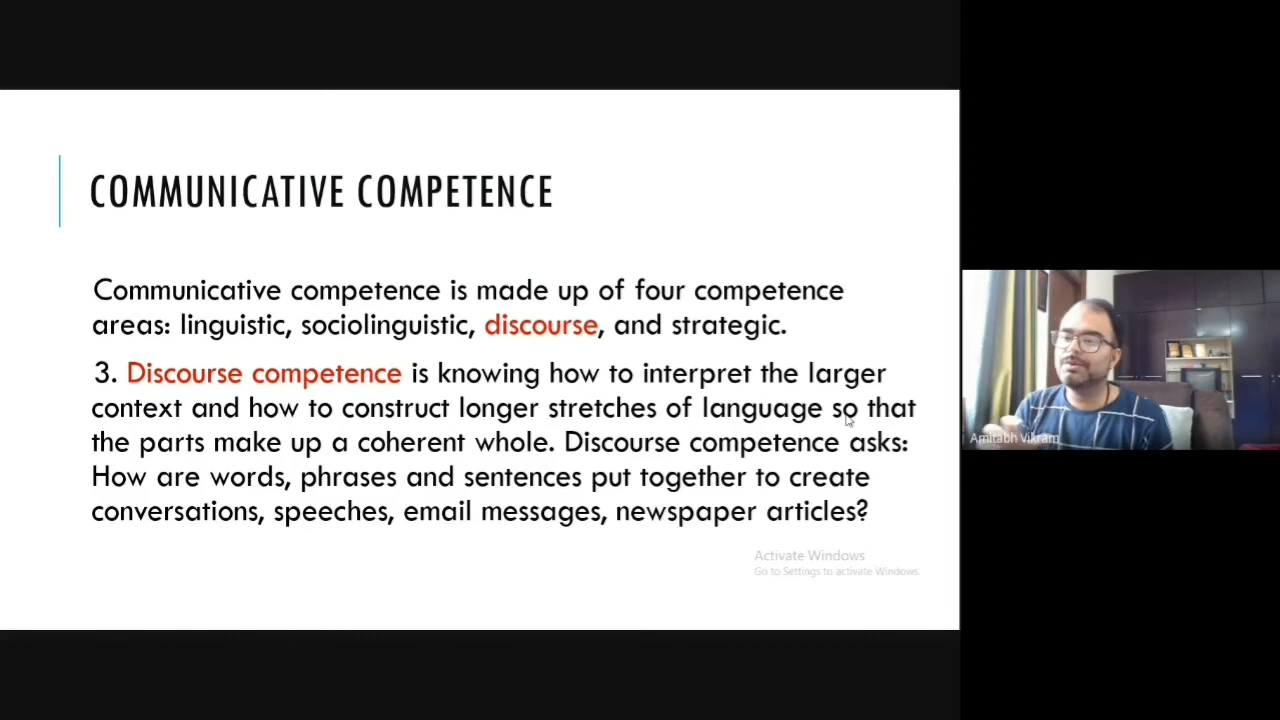 COMMUNICATIVE COMPETENCE
Communicative competence is made up of four competence
areas: linguistic, sociolinguistic, discourse, and strategic.
3. Discourse competence is knowing how to interpret the larger
context and how to construct longer stretches of language so that
the parts make up a coherent whole. Discourse competence asks:
How are words, phrases and sentences put together to create
conversations, speeches, email messages, newspaper articles?
Activate Windows
Go to Settings to activate Windows.
Amitabh Vikram